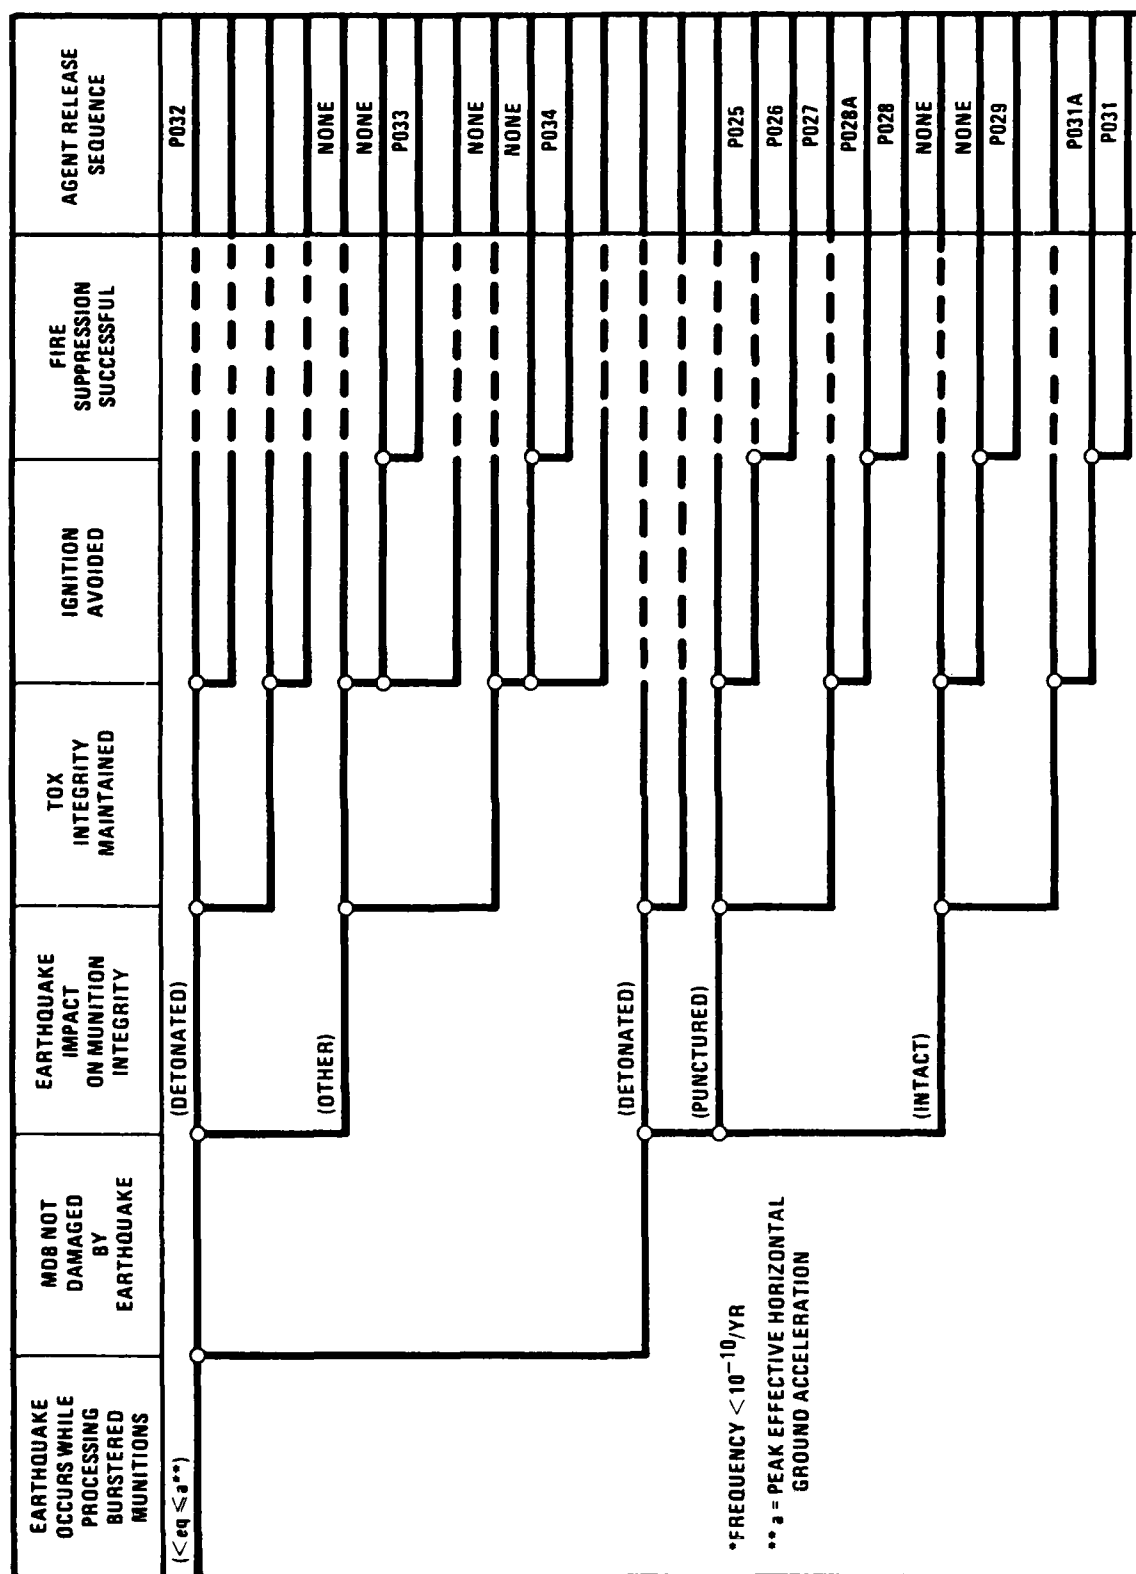 EARTHQUAKE
OCCURS WHILE
PROCESSING
BURSTERED
MUNITIONS
MDB NOT
DAMAGED
BY
EARTHQUAKE
EARTHQUAKE
IMPACT
ON MUNITION
INTEGRITY
TOX
INTEGRITY
MAINTAINED
IGNITION
AVOIDED
FIRE
SUPPRESSION
SUCCESSFUL
AGENT RELEASE
SEQUENCE
(< eq ≤ a**)
(DETONATED)
P032
(OTHER)
NONE
NONE
P033
NONE
NONE
P034
(DETONATED)
(PUNCTURED)
P025
P026
P027
P028A
P028
(INTACT)
NONE
NONE
P029
P031A
P031
*FREQUENCY < 10⁻¹⁰/YR
** a = PEAK EFFECTIVE HORIZONTAL
GROUND ACCELERATION